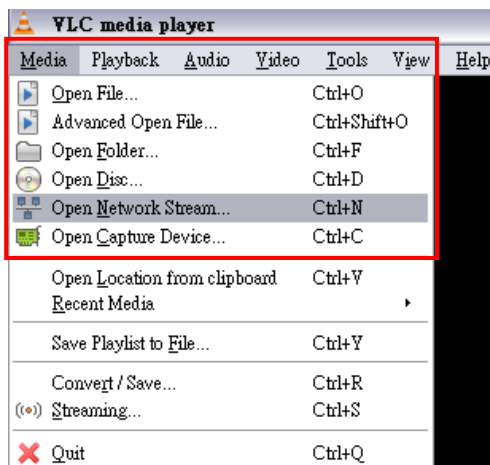 VLC media player
Media Playback Audio Video Tools View Help
Open File... Ctrl+O
Advanced Open File... Ctrl+Shift+O
Open Folder... Ctrl+F
Open Disc... Ctrl+D
Open Network Stream... Ctrl+N
Open Capture Device... Ctrl+C
Open Location from clipboard Ctrl+V
Recent Media
Save Playlist to File... Ctrl+Y
Convert / Save... Ctrl+R
Streaming... Ctrl+S
Quit Ctrl+Q